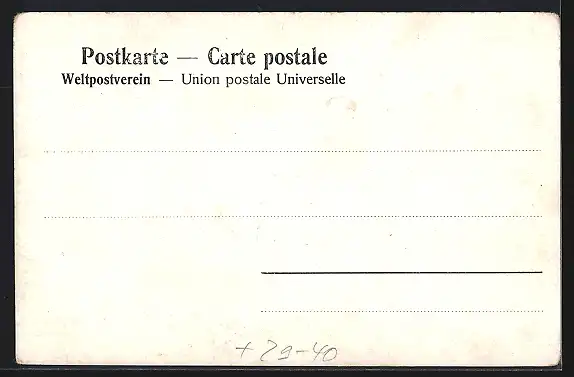 Postkarte — Carte postale
Weltpostverein — Union postale Universelle
+ 29-40